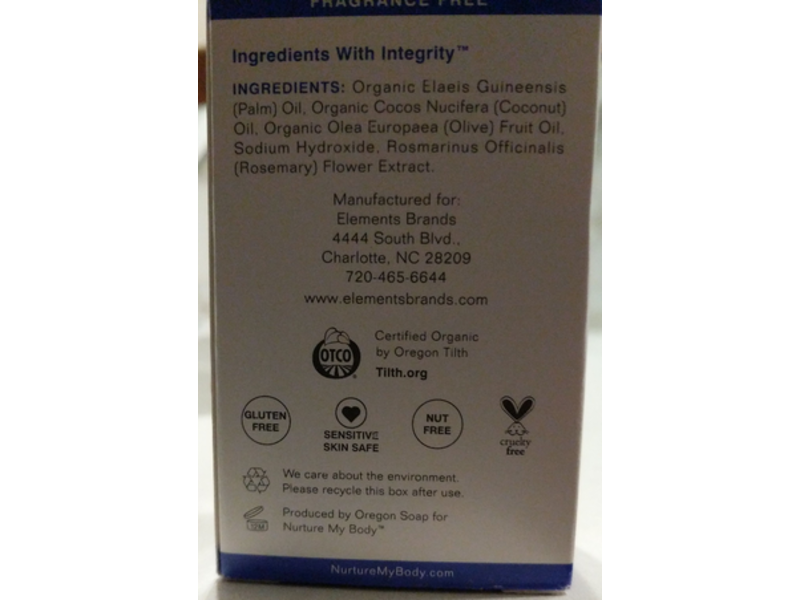 FRAGRANCE FREE
Ingredients With Integrity™
INGREDIENTS: Organic Elaeis Guineensis
(Palm) Oil, Organic Cocos Nucifera (Coconut)
Oil, Organic Olea Europaea (Olive) Fruit Oil,
Sodium Hydroxide, Rosmarinus Officinalis
(Rosemary) Flower Extract.
Manufactured for:
Elements Brands
4444 South Blvd.,
Charlotte, NC 28209
720-465-6644
www.elementsbrands.com
OTCO
Certified Organic
by Oregon Tilth
Tilth.org
GLUTEN
FREE
SENSITIVE
SKIN SAFE
NUT
FREE
cruelty
free
We care about the environment.
Please recycle this box after use.
12M
Produced by Oregon Soap for
Nurture My Body™
NurtureMyBody.com